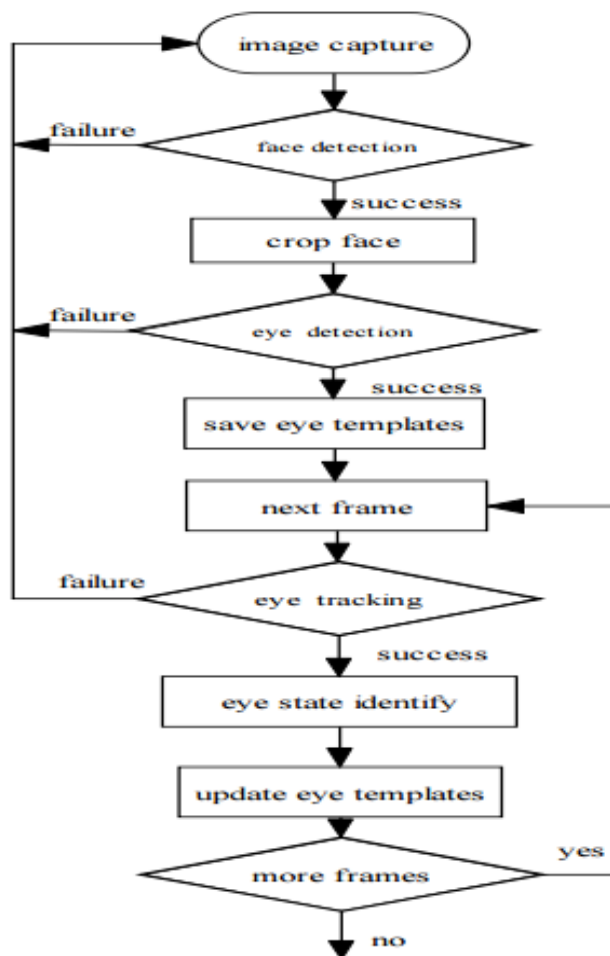 image capture
failure
face detection
success
crop face
failure
eye detection
success
save eye templates
next frame
failure
eye tracking
success
eye state identify
update eye templates
yes
more frames
no